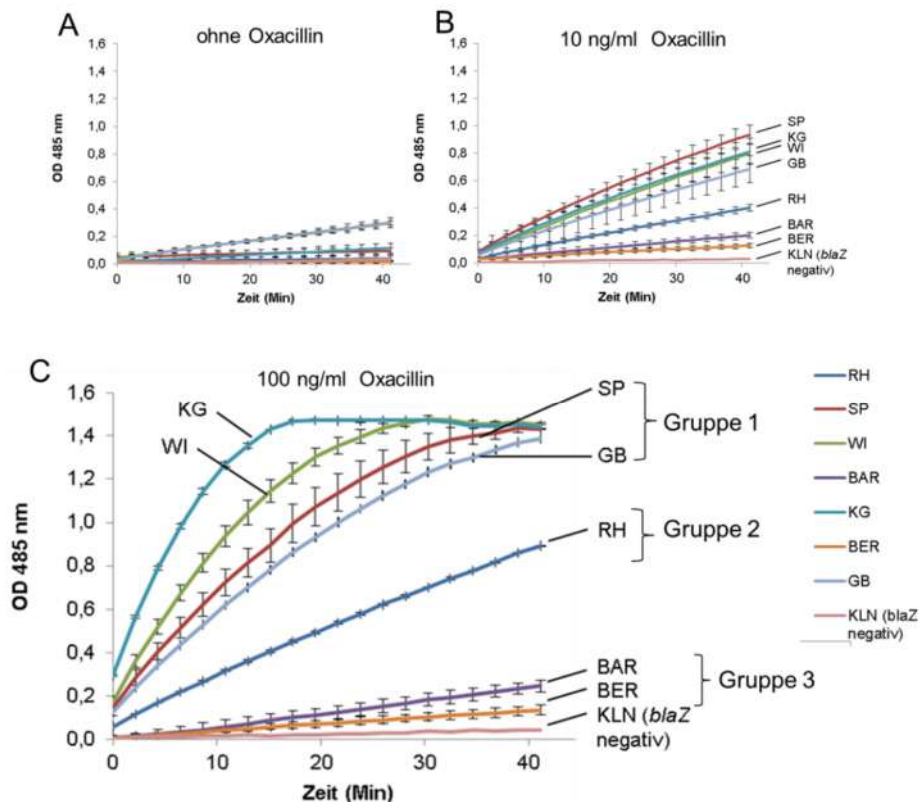 A
ohne Oxacillin
1,6
1,4
1,2
1,0
0,8
0,6
0,4
0,2
0,0
OD 485 nm
0
10
20
30
40
Zeit (Min)
B
10 ng/ml Oxacillin
1,6
1,4
1,2
1,0
0,8
0,6
0,4
0,2
0,0
OD 485 nm
0
10
20
30
40
Zeit (Min)
SP
KG
WI
GB
RH
BAR
BER
KLN (blaZ
negativ)
C
100 ng/ml Oxacillin
1,6
1,4
1,2
1,0
0,8
0,6
0,4
0,2
0,0
OD 485 nm
0
10
20
30
40
Zeit (Min)
KG
WI
SP
Gruppe 1
GB
RH
Gruppe 2
BAR
BER
Gruppe 3
KLN (blaZ
negativ)
RH
SP
WI
BAR
KG
BER
GB
KLN (blaZ
negativ)